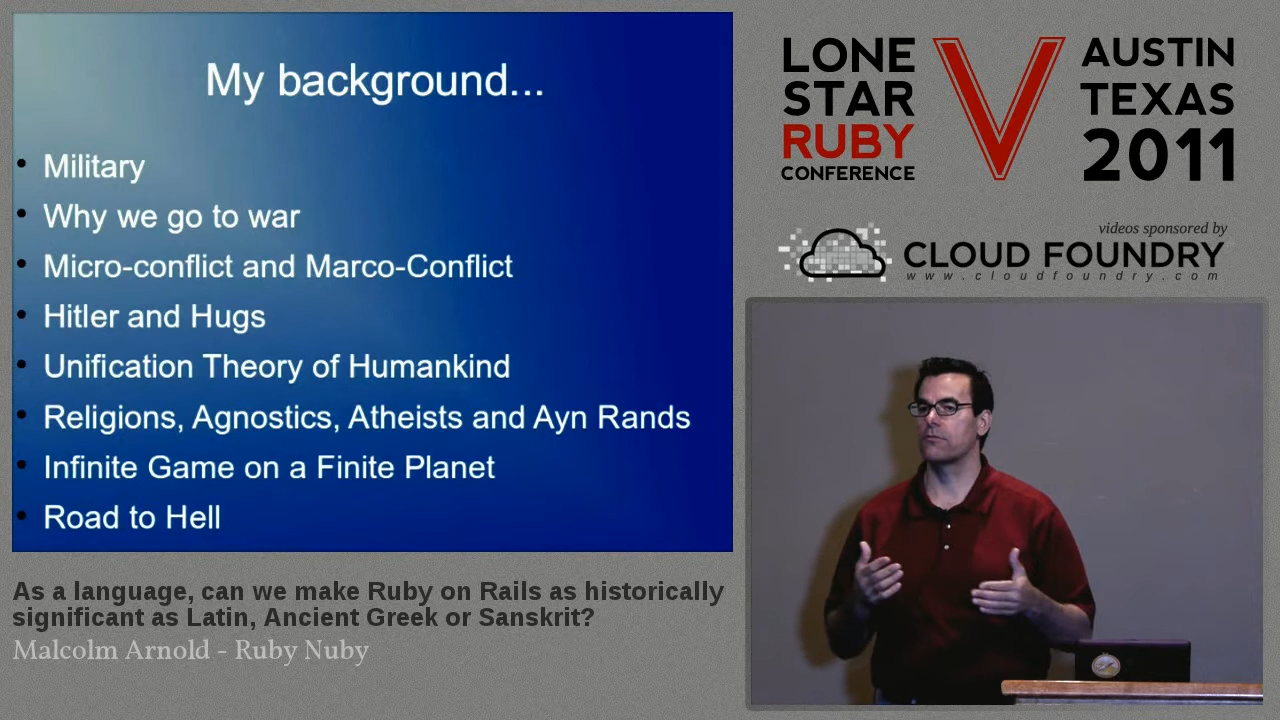 My background...
• Military
• Why we go to war
• Micro-conflict and Marco-Conflict
• Hitler and Hugs
• Unification Theory of Humankind
• Religions, Agnostics, Atheists and Ayn Rands
• Infinite Game on a Finite Planet
• Road to Hell
As a language, can we make Ruby on Rails as historically
significant as Latin, Ancient Greek or Sanskrit?
Malcolm Arnold - Ruby Nuby
LONE
STAR
RUBY
CONFERENCE
V
AUSTIN
TEXAS
2011
videos sponsored by
CLOUD FOUNDRY
www.cloudfoundry.com